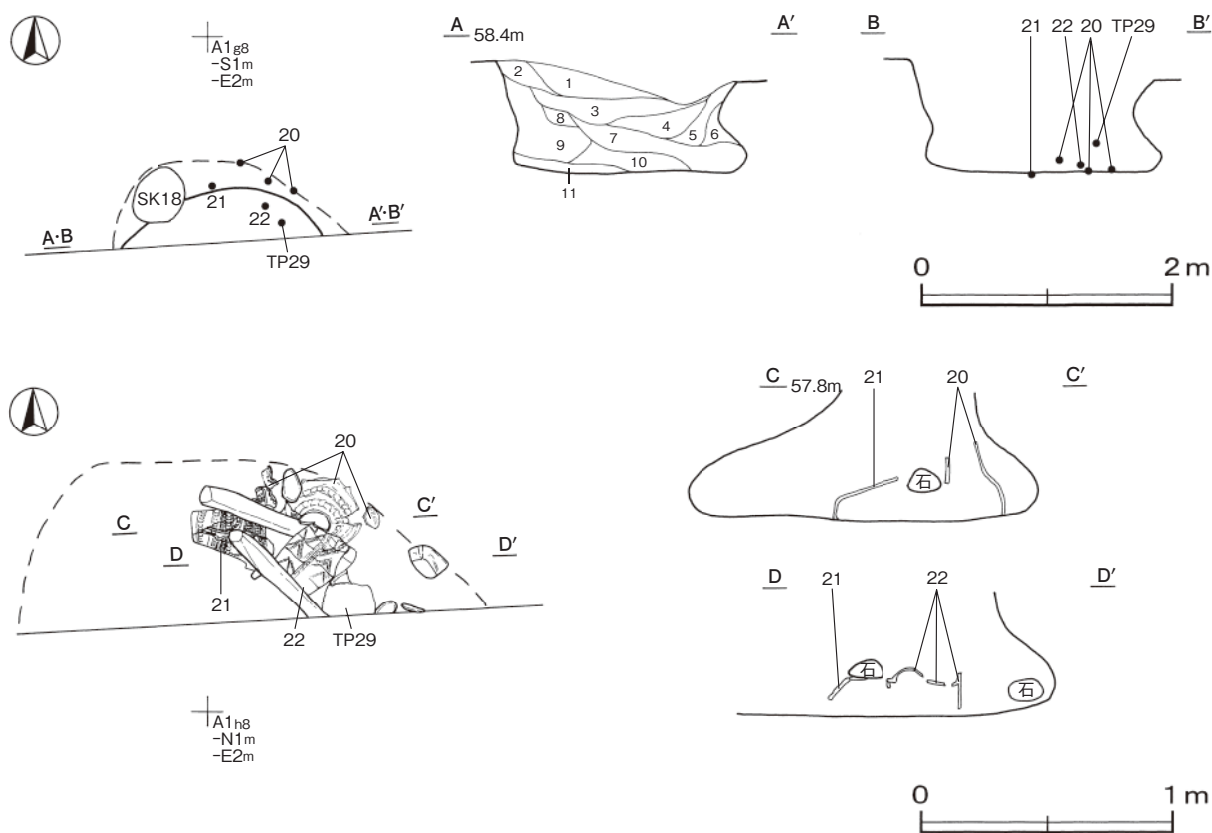 A1g8
-S1m
-E2m
20
SK18
21
22
A·B
A′·B′
TP29
A 58.4m
A′
2
1
3
8
4
7
5
6
9
10
11
B
B′
21
22
20
TP29
0
2 m
20
C
C′
D
D′
21
22
TP29
A1h8
-N1m
-E2m
C 57.8m
C′
21
20
石
D
D′
21
22
石
石
0
1 m